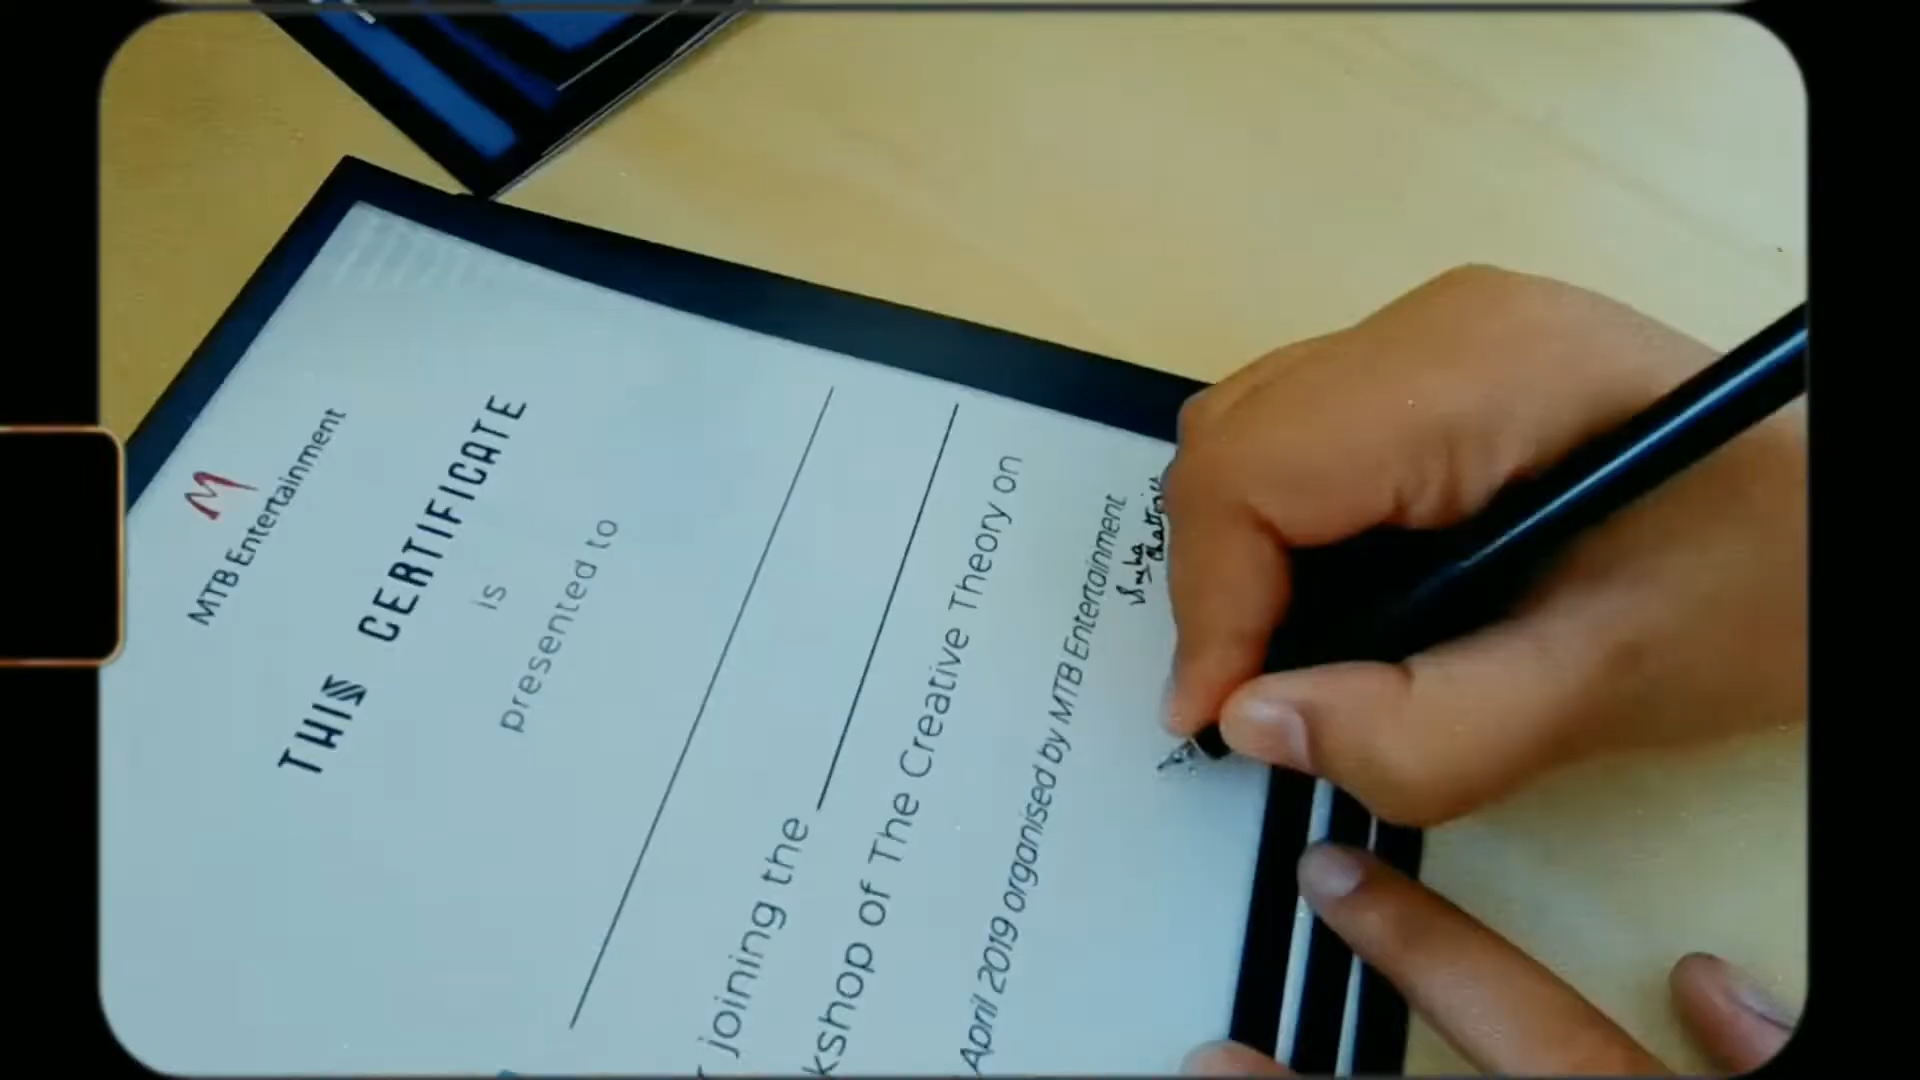 M
MTB Entertainment
THIS CERTIFICATE
is
presented to
joining the
kshop of The Creative Theory on
April 2019 organised by MTB Entertainment
Sneha